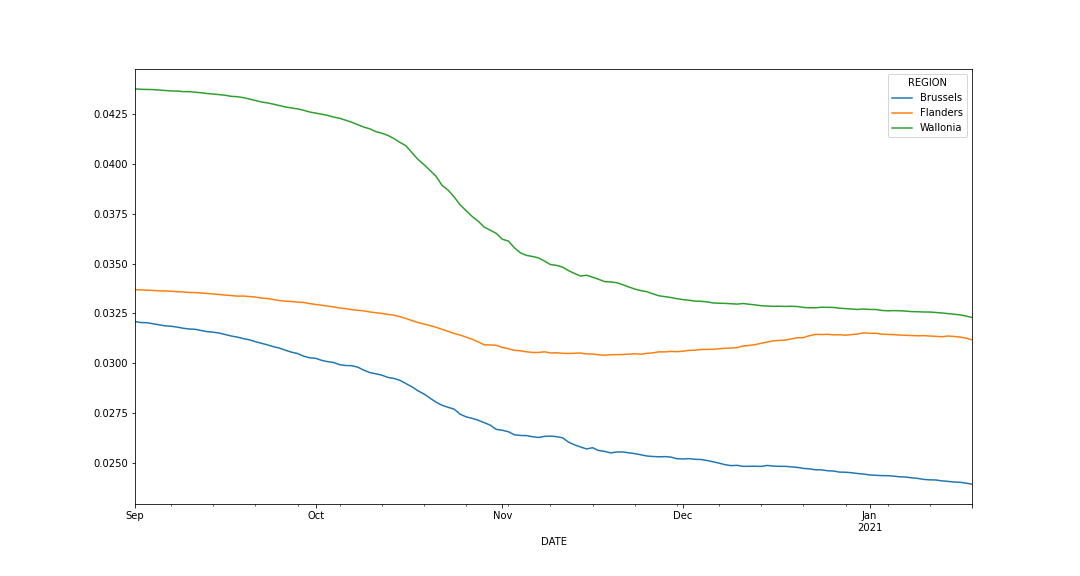 REGION
Brussels
Flanders
Wallonia
0.0425
0.0400
0.0375
0.0350
0.0325
0.0300
0.0275
0.0250
Sep
Oct
Nov
Dec
Jan
2021
DATE